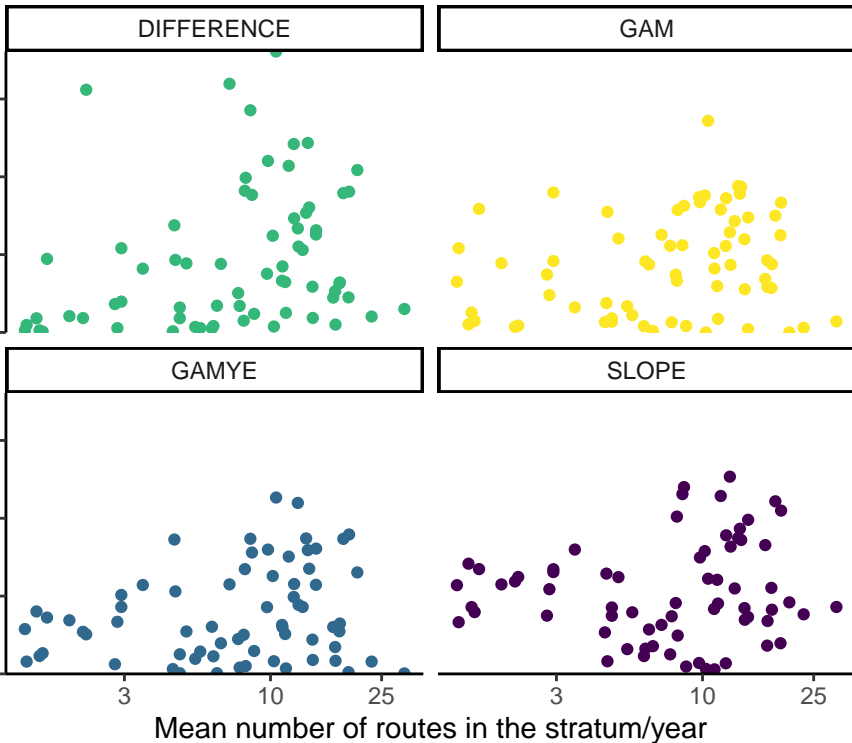 DIFFERENCE GAM
GAMYE SLOPE
3 10 25 3 10 25
Mean number of routes in the stratum/year